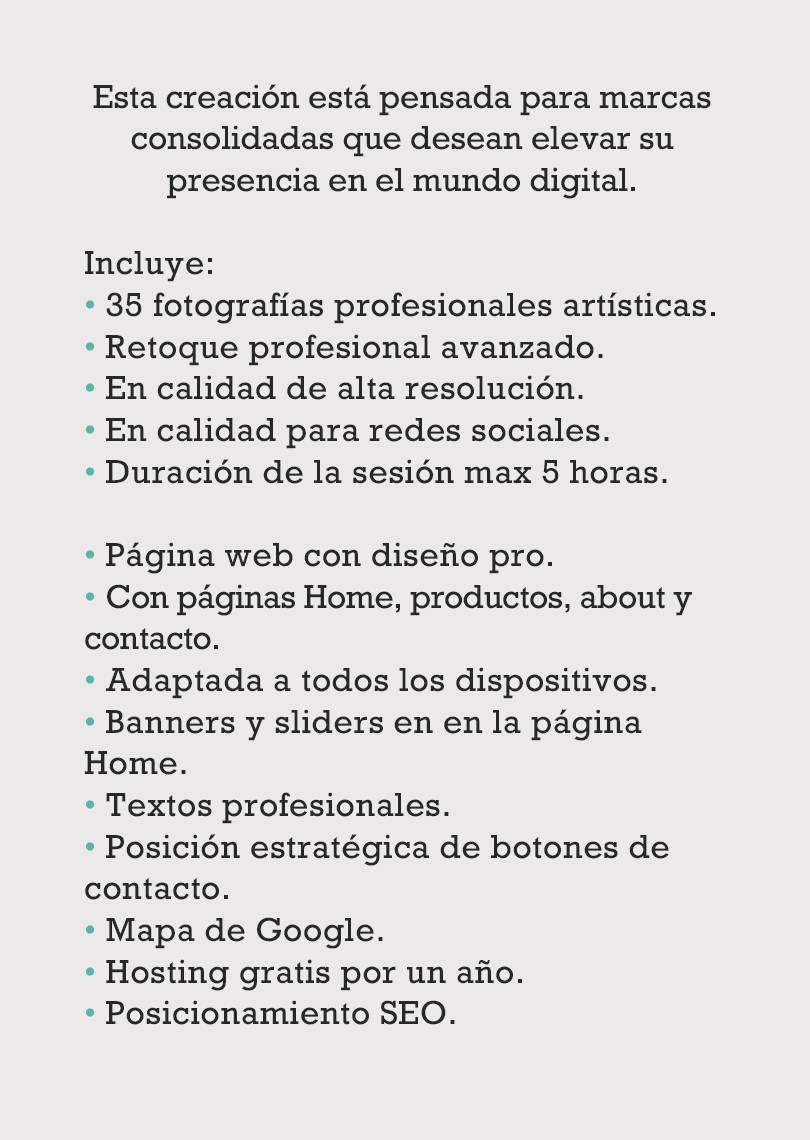 Esta creación está pensada para marcas
consolidadas que desean elevar su
presencia en el mundo digital.
Incluye:
• 35 fotografías profesionales artísticas.
• Retoque profesional avanzado.
• En calidad de alta resolución.
• En calidad para redes sociales.
• Duración de la sesión max 5 horas.
• Página web con diseño pro.
• Con páginas Home, productos, about y
contacto.
• Adaptada a todos los dispositivos.
• Banners y sliders en en la página
Home.
• Textos profesionales.
• Posición estratégica de botones de
contacto.
• Mapa de Google.
• Hosting gratis por un año.
• Posicionamiento SEO.